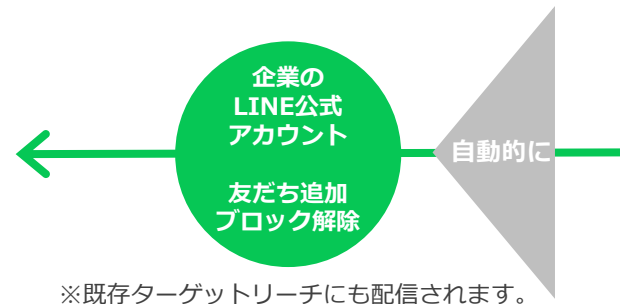 企業の
LINE公式
アカウント
友だち追加
ブロック解除
自動的に
※既存ターゲットリーチにも配信されます。